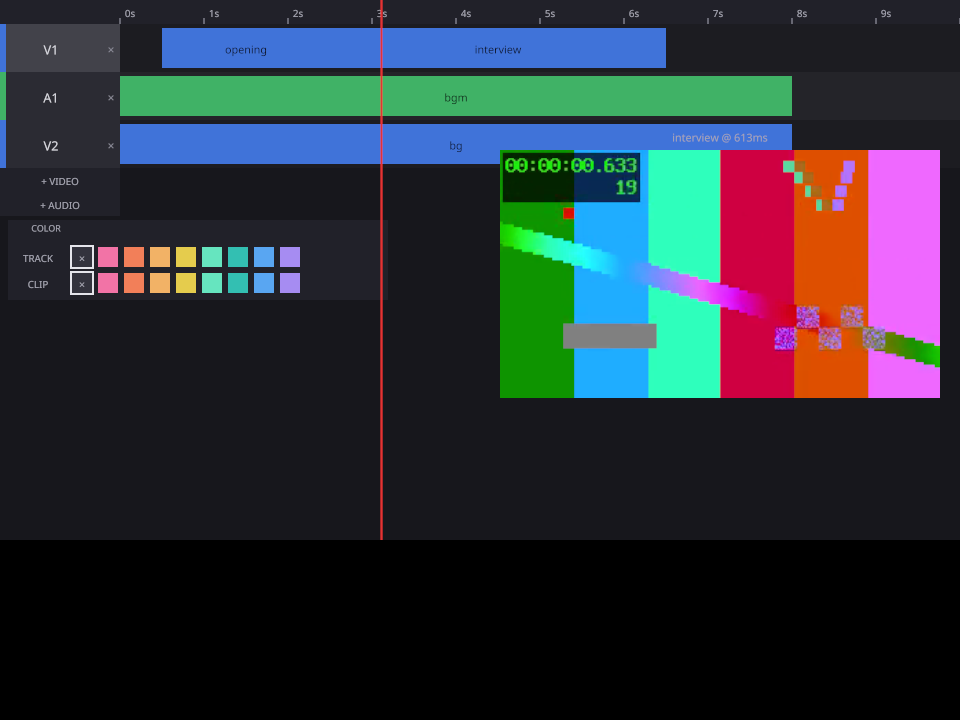 0s 1s 2s 3s 4s 5s 6s 7s 8s 9s
V1 × opening interview
A1 × bgm
V2 × bg
interview @ 613ms
+ VIDEO
+ AUDIO
COLOR
TRACK ×
CLIP ×
00:00:00.633
19